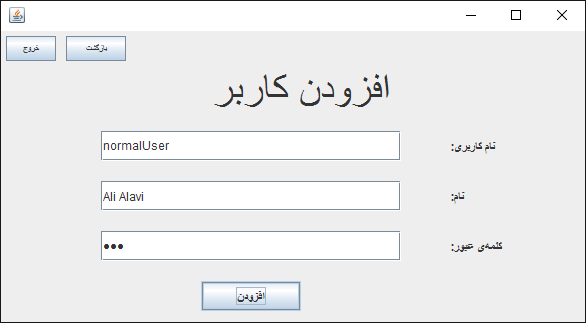 خروج
بازگشت
افزودن کاربر
نام کاربری:
normalUser
نام:
Ali Alavi
کلمه‌ی عبور:
•••
افزودن